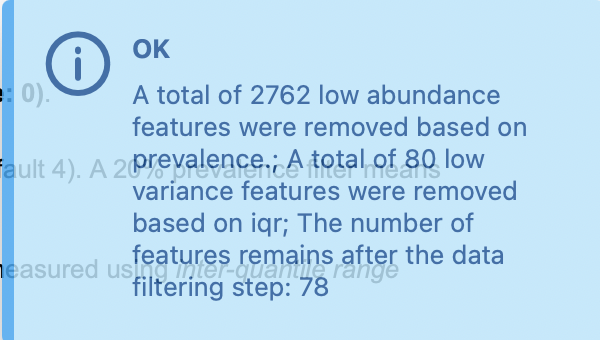 OK
: 0).
A total of 2762 low abundance
features were removed based on
prevalence.; A total of 80 low
ault 4). A 20% prevalence filter means
variance features were removed
based on iqr; The number of
features remains after the data
easured using inter-quantile range
filtering step: 78